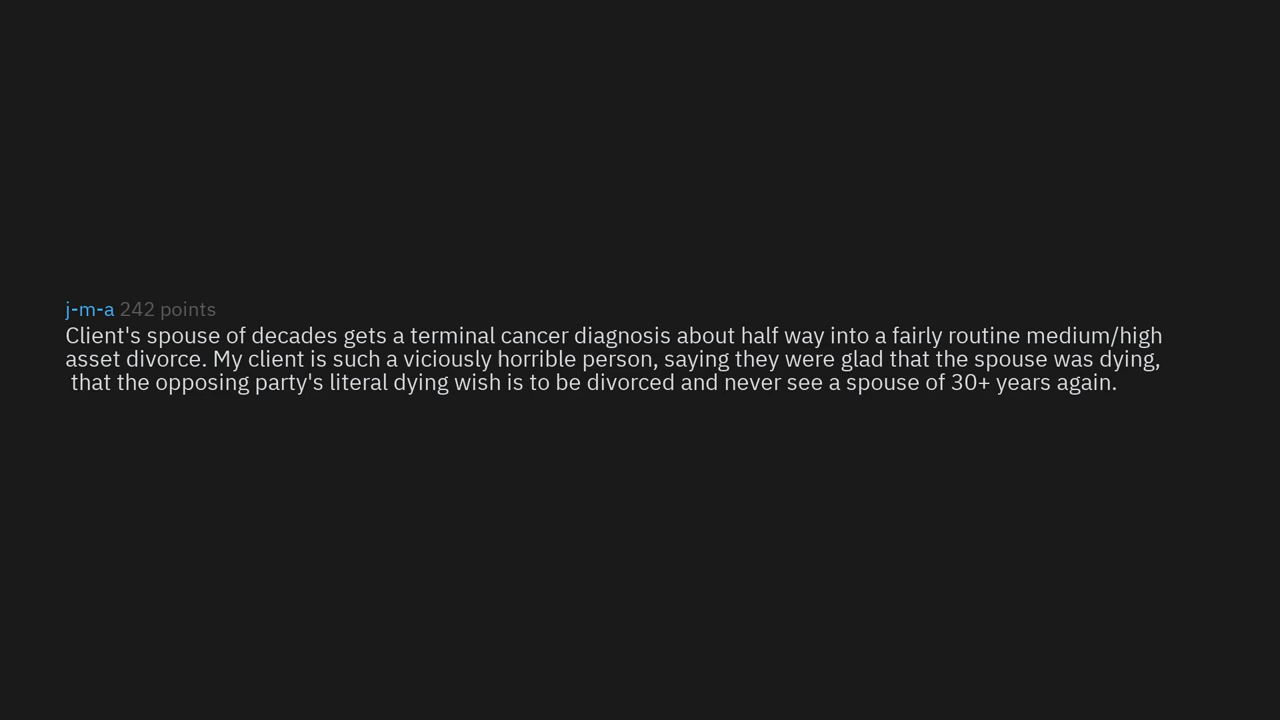 j-m-a 242 points
Client's spouse of decades gets a terminal cancer diagnosis about half way into a fairly routine medium/high
asset divorce. My client is such a viciously horrible person, saying they were glad that the spouse was dying,
that the opposing party's literal dying wish is to be divorced and never see a spouse of 30+ years again.